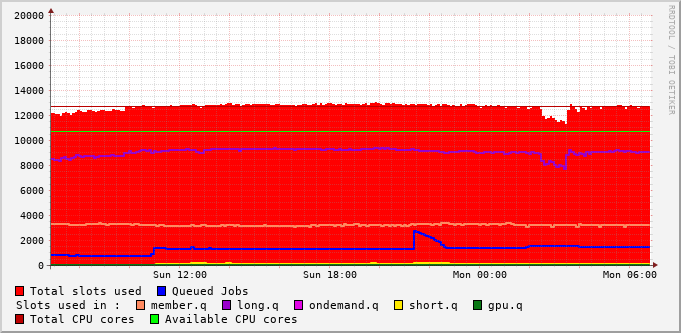 20000
18000
16000
14000
12000
10000
8000
6000
4000
2000
0
Sun 12:00 Sun 18:00 Mon 00:00 Mon 06:00
RRDTOOL / TOBI OETIKER
Total slots used Queued Jobs
Slots used in : member.q long.q ondemand.q short.q gpu.q
Total CPU cores Available CPU cores